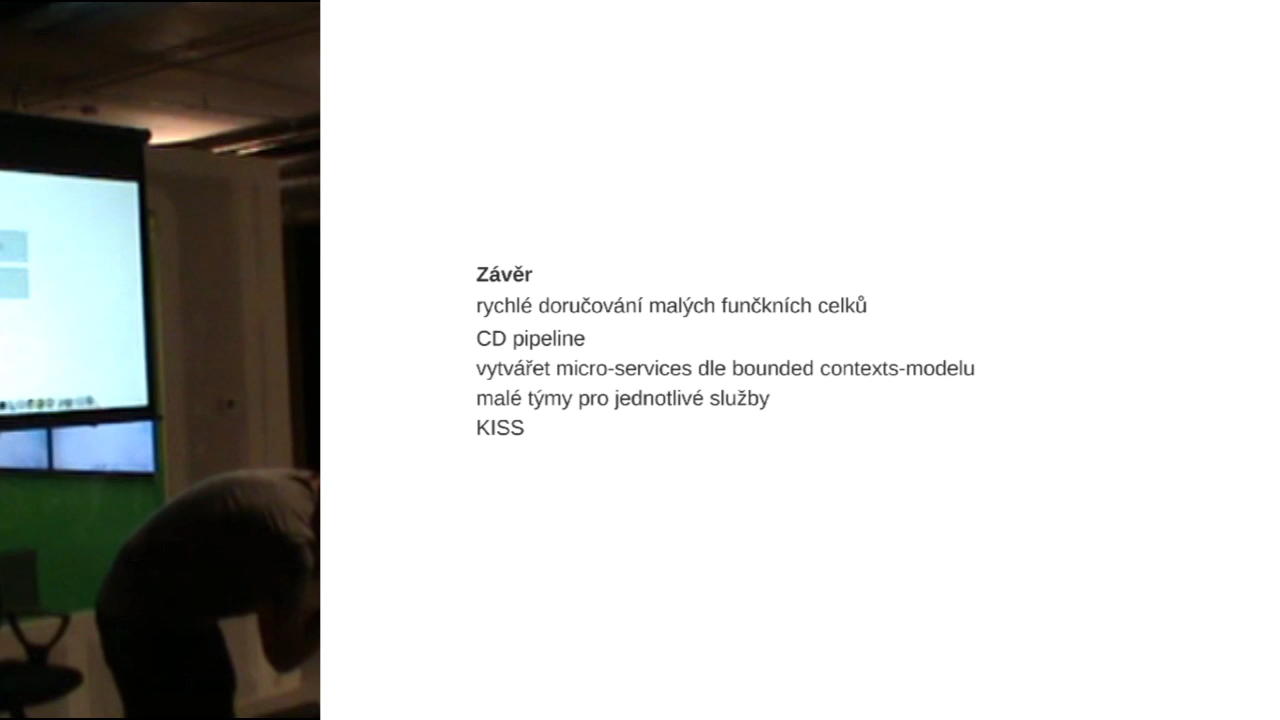 Závěr
rychlé doručování malých funčkních celků
CD pipeline
vytvářet micro-services dle bounded contexts-modelu
malé týmy pro jednotlivé služby
KISS